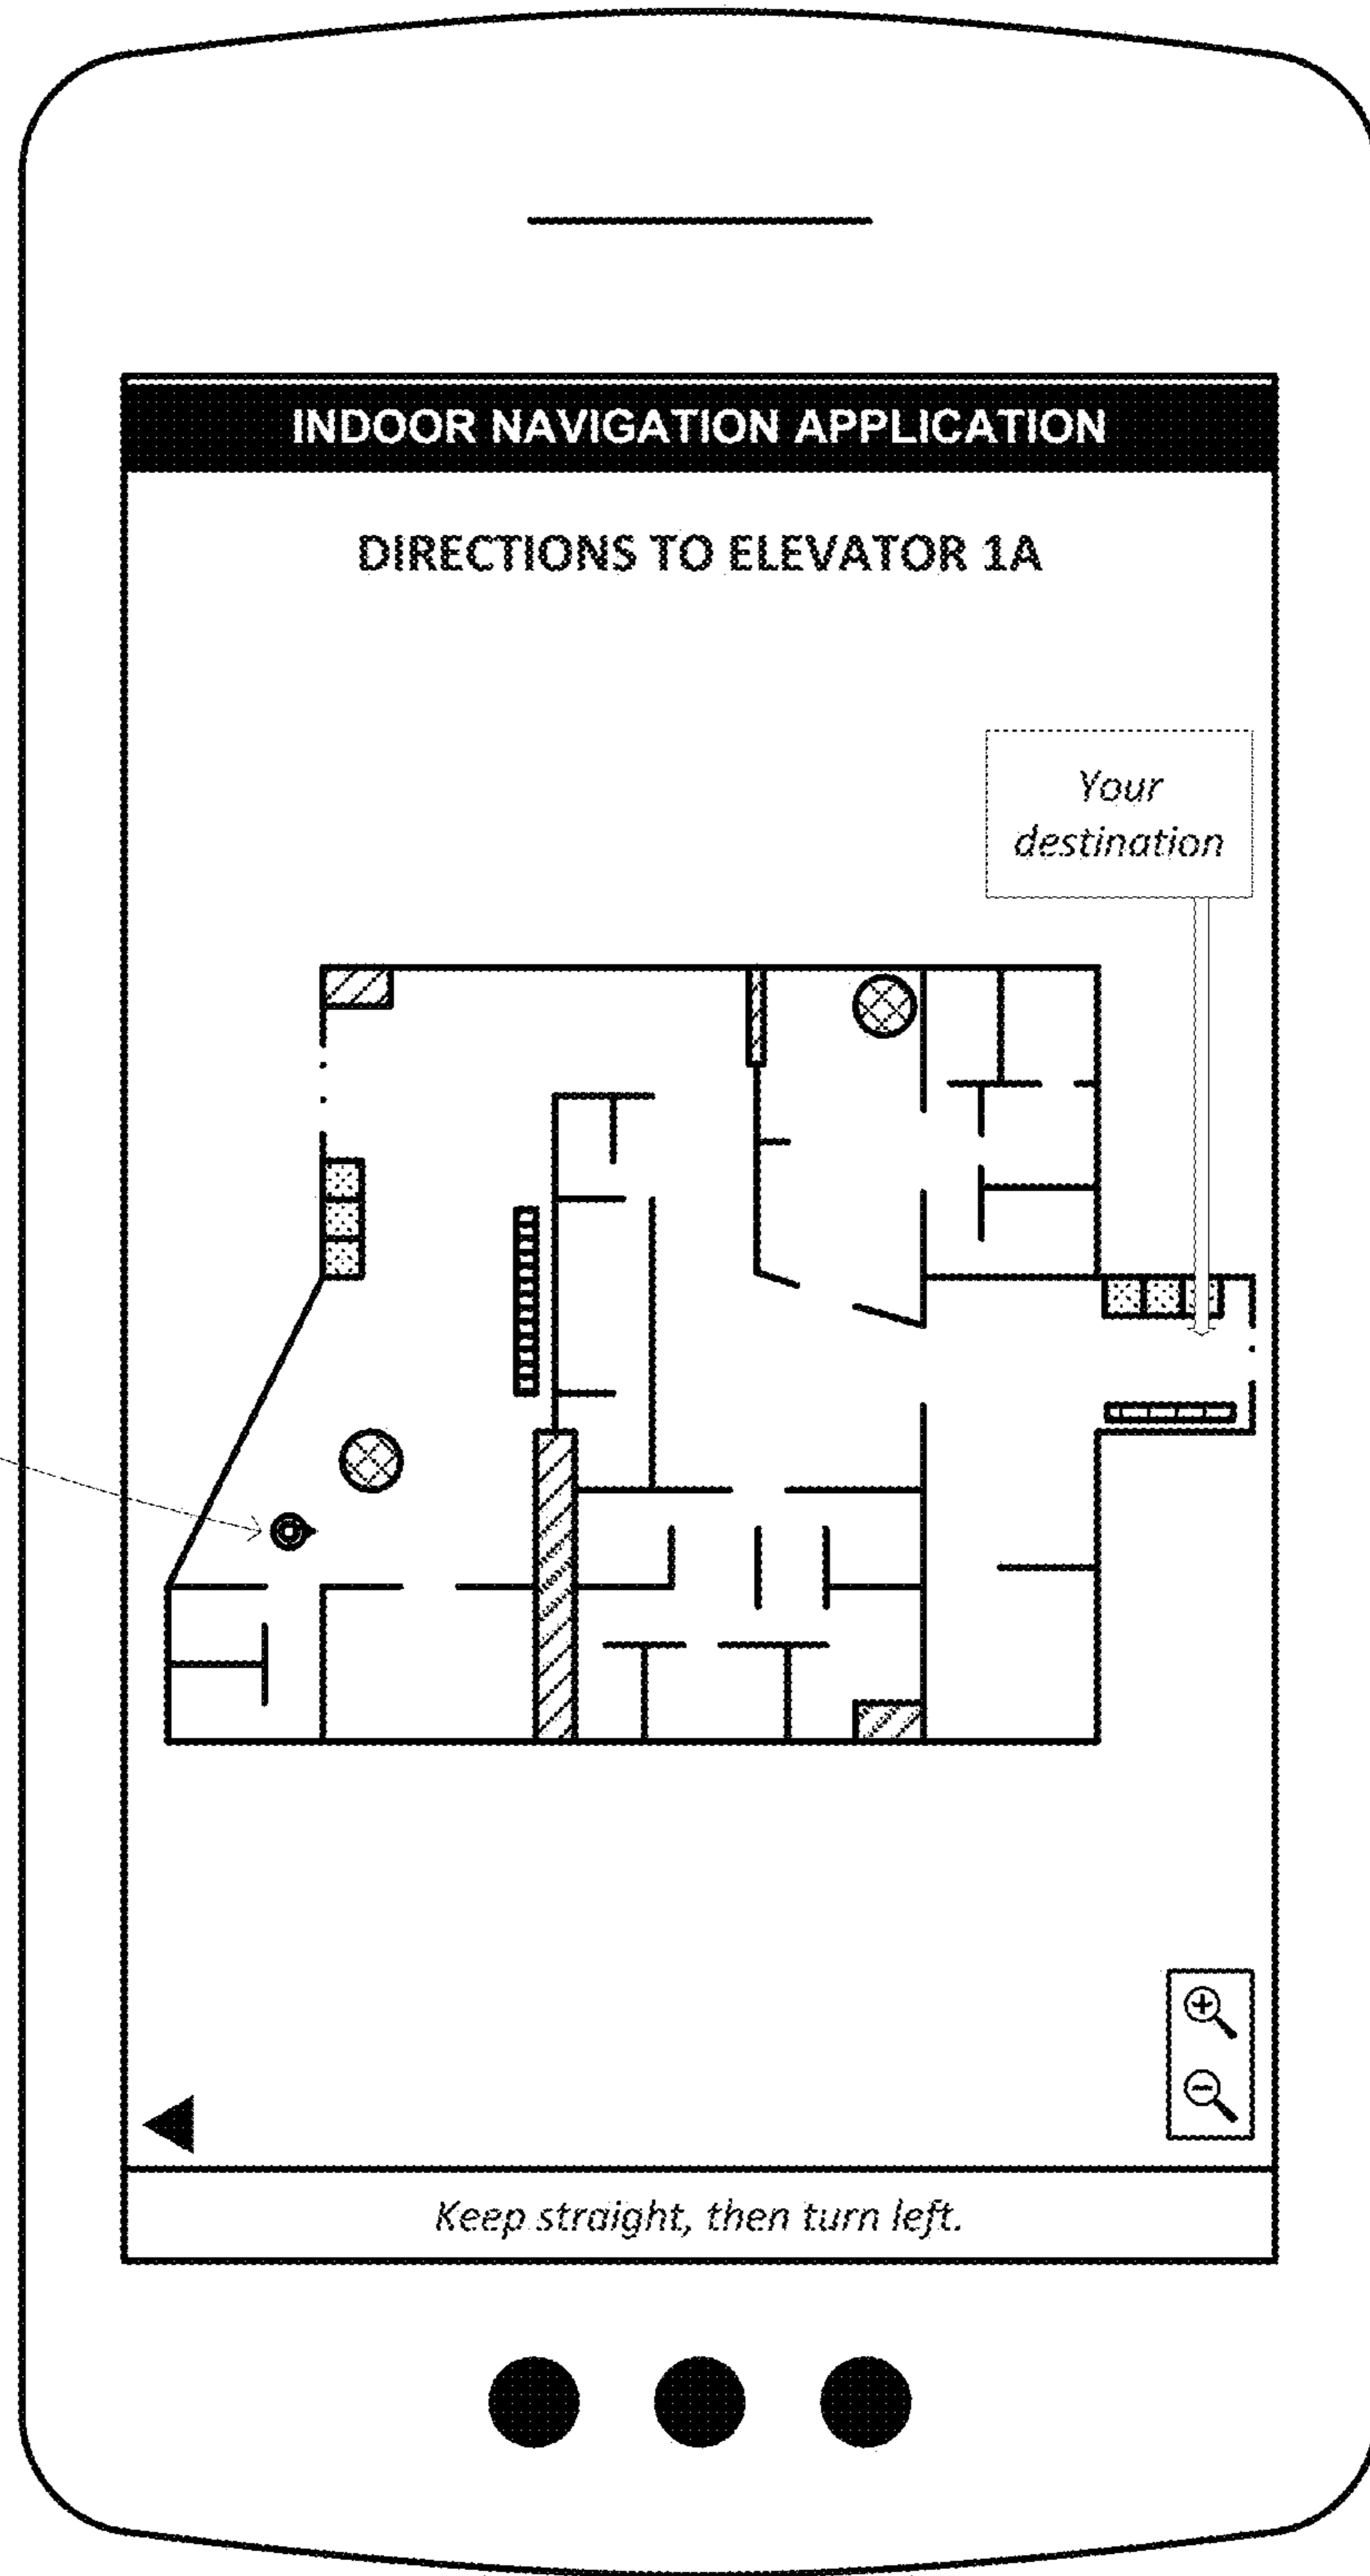 INDOOR NAVIGATION APPLICATION
DIRECTIONS TO ELEVATOR 1A
Your
destination
Keep straight, then turn left.